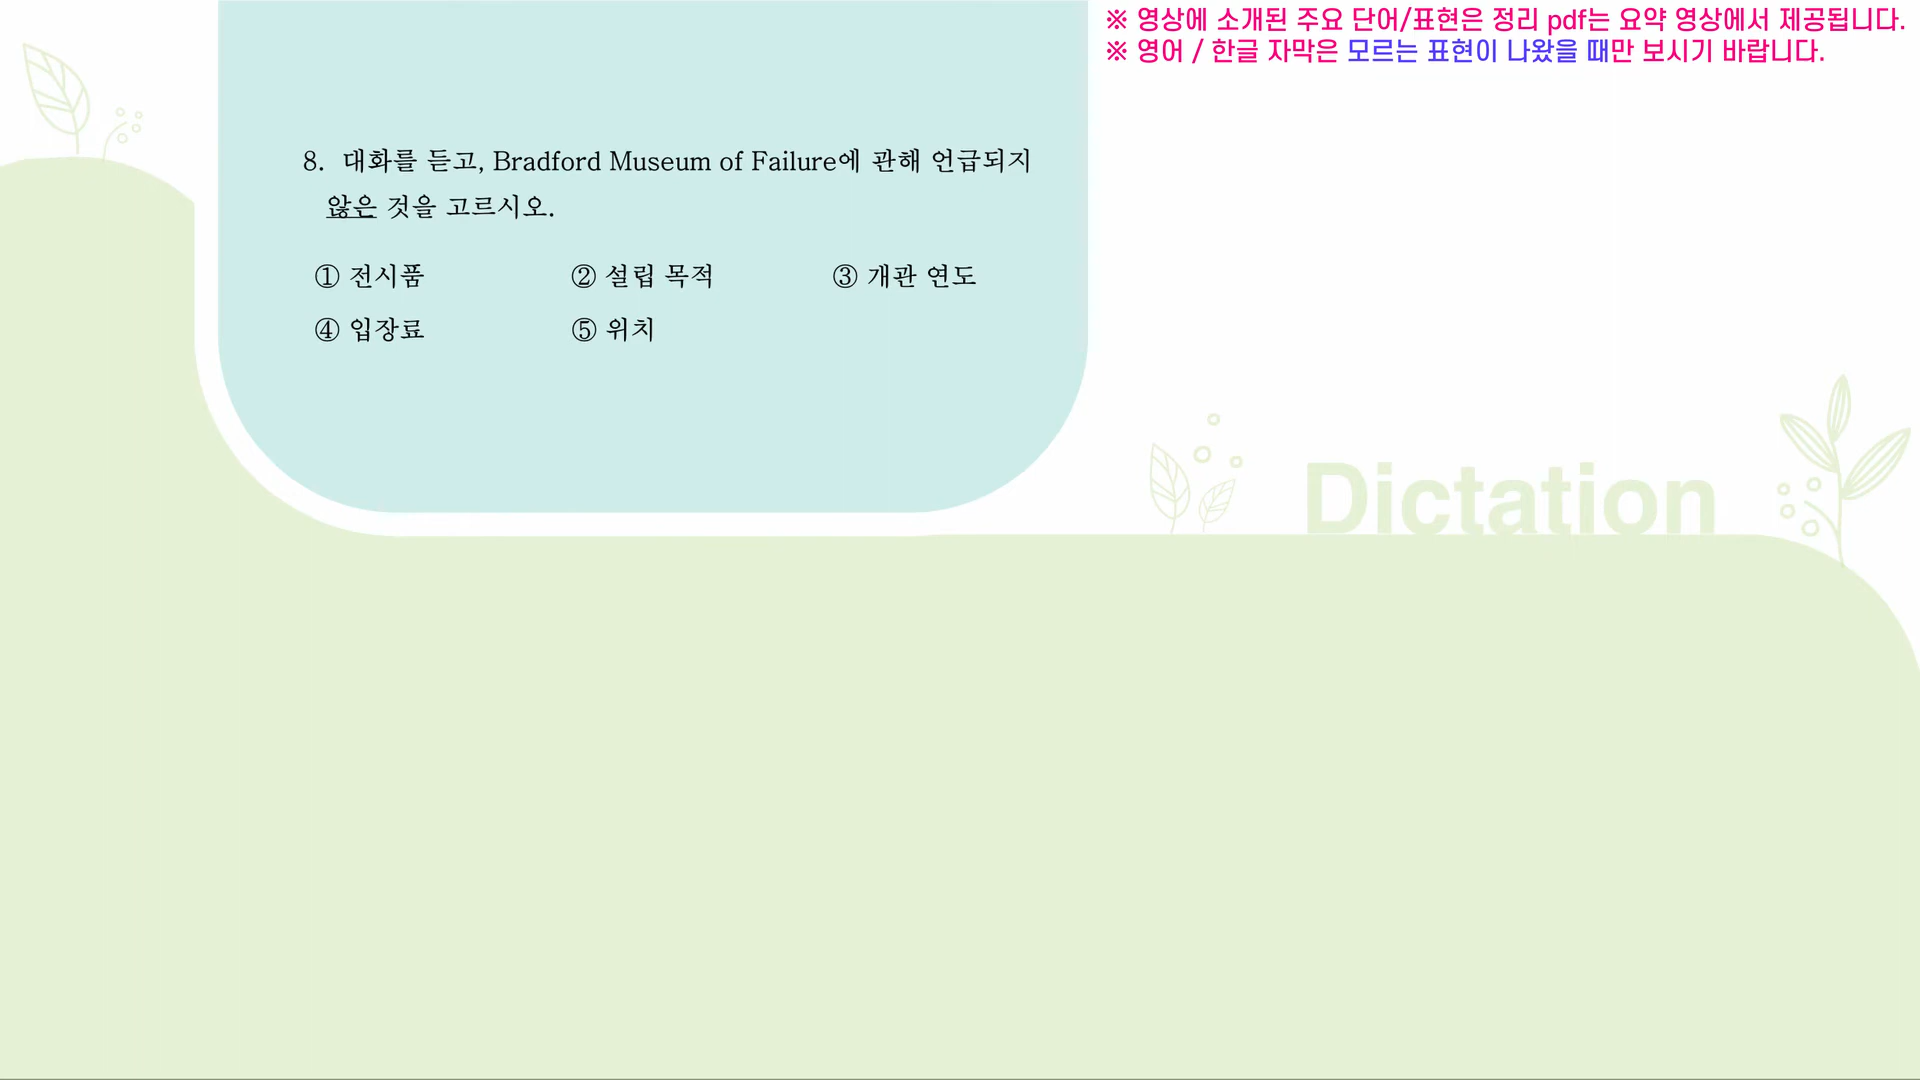 ※ 영상에 소개된 주요 단어/표현은 정리 pdf는 요약 영상에서 제공됩니다.
※ 영어 / 한글 자막은 모르는 표현이 나왔을 때만 보시기 바랍니다.
8. 대화를 듣고, Bradford Museum of Failure에 관해 언급되지
않은 것을 고르시오.
① 전시품 ② 설립 목적 ③ 개관 연도
④ 입장료 ⑤ 위치
Dictation